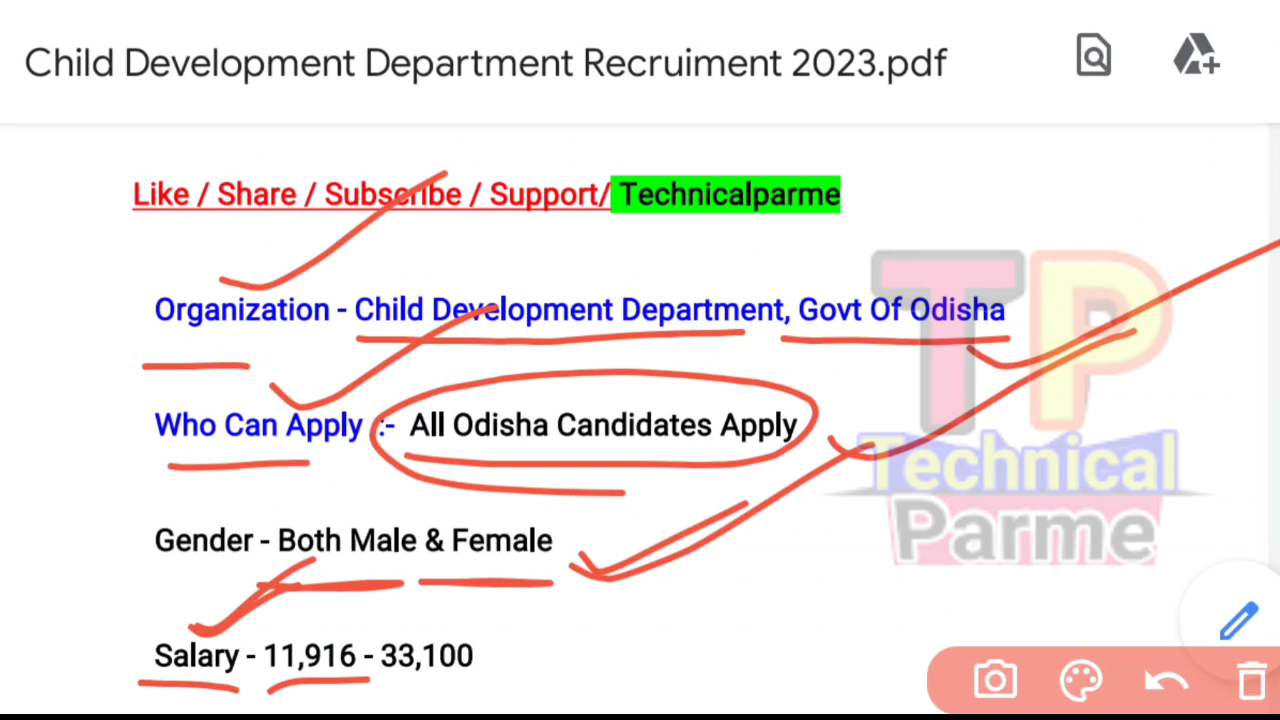 Child Development Department Recruiment 2023.pdf
Like / Share / Subscribe / Support/ Technicalparme
Organization - Child Development Department, Govt Of Odisha
Who Can Apply :- All Odisha Candidates Apply
Gender - Both Male & Female
Salary - 11,916 - 33,100
TP
Technical
Parme